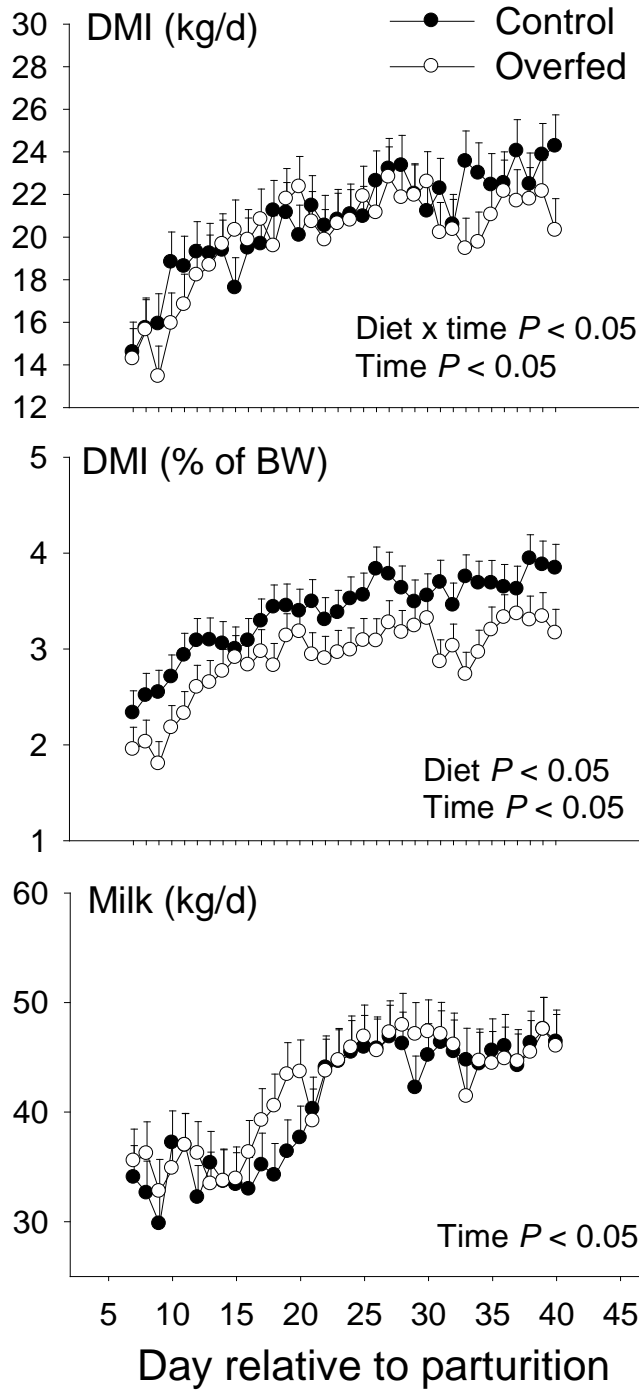 DMI (kg/d)
Control
Overfed
30
28
26
24
22
20
18
16
14
12
Diet x time P < 0.05
Time P < 0.05
DMI (% of BW)
5
4
3
2
1
Diet P < 0.05
Time P < 0.05
Milk (kg/d)
60
50
40
30
Time P < 0.05
5 10 15 20 25 30 35 40 45
Day relative to parturition